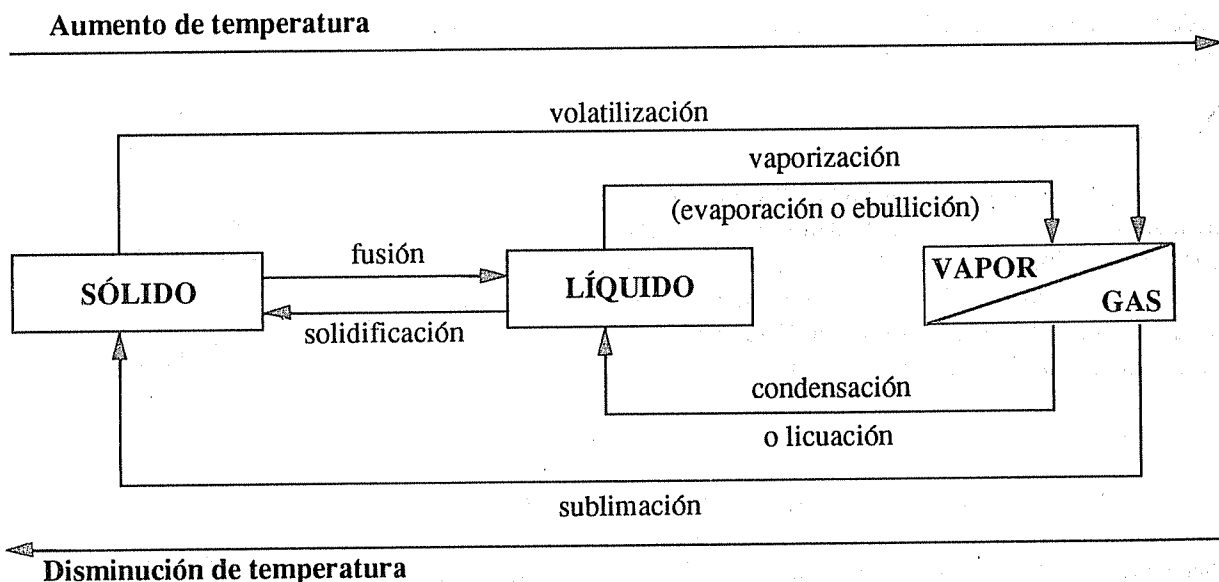 Aumento de temperatura
volatilización
vaporización
(evaporación o ebullición)
fusión
SÓLIDO
LÍQUIDO
VAPOR
GAS
solidificación
condensación
o licuación
sublimación
Disminución de temperatura